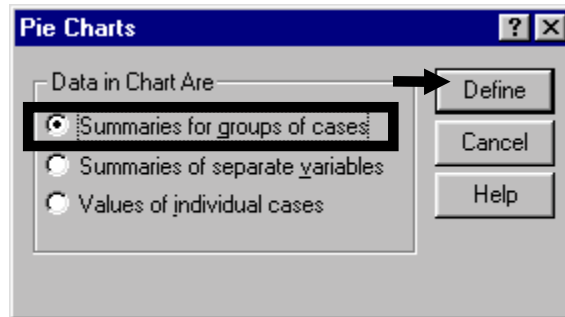 Pie Charts ? ×
Data in Chart Are
Summaries for groups of cases
Summaries of separate variables
Values of individual cases
Define
Cancel
Help